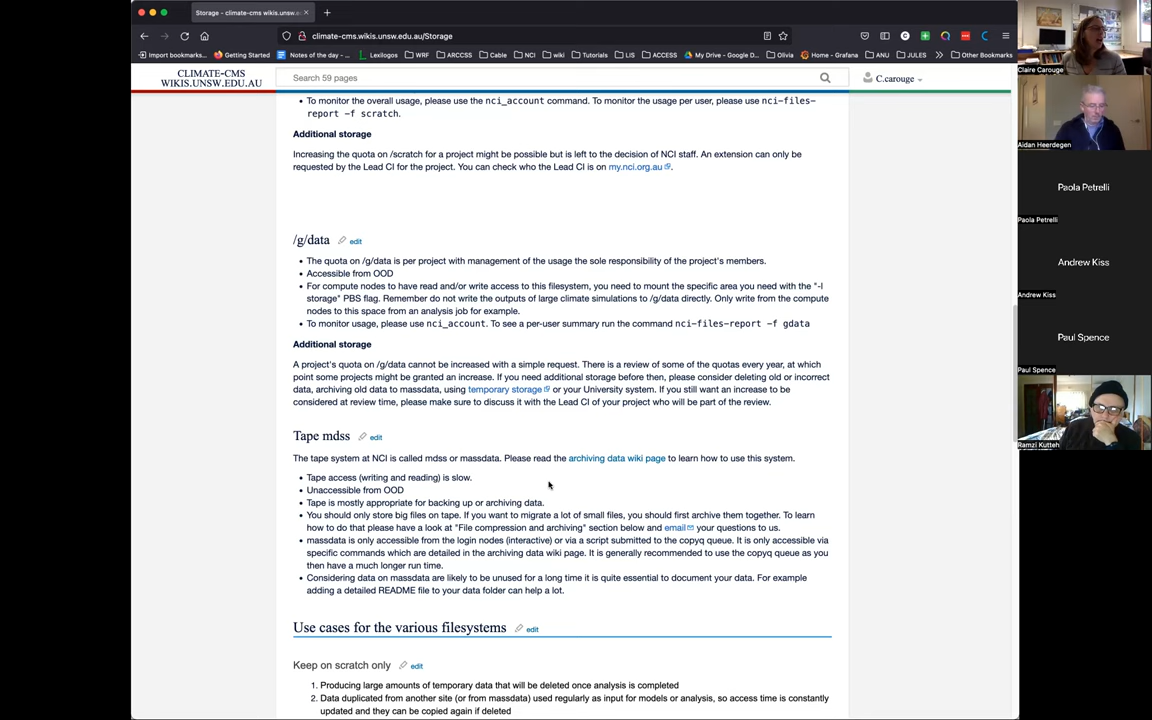 Storage - climate-cms wikis.unsw.e
climate-cms.wikis.unsw.edu.au/Storage
Import bookmarks... Getting Started Notes of the day -... Lexilogos WRF ARCCSS Cable NCI wiki Tutorials LIS ACCESS My Drive - Google D... Olivia Home - Grafana ANU JULES Other Bookmarks
CLIMATE-CMS
WIKIS.UNSW.EDU.AU
Search 59 pages
C.carouge
To monitor the overall usage, please use the nci_account command. To monitor the usage per user, please use nci-files-
report -f scratch.
Additional storage
Increasing the quota on /scratch for a project might be possible but is left to the decision of NCI staff. An extension can only be
requested by the Lead CI for the project. You can check who the Lead CI is on my.nci.org.au.
/g/data edit
The quota on /g/data is per project with management of the usage the sole responsibility of the project's members.
Accessible from OOD
For compute nodes to have read and/or write access to this filesystem, you need to mount the specific area you need with the "-l
storage" PBS flag. Remember do not write the outputs of large climate simulations to /g/data directly. Only write from the compute
nodes to this space from an analysis job for example.
To monitor usage, please use nci_account. To see a per-user summary run the command nci-files-report -f gdata
Additional storage
A project's quota on /g/data cannot be increased with a simple request. There is a review of some of the quotas every year, at which
point some projects might be granted an increase. If you need additional storage before then, please consider deleting old or incorrect
data, archiving old data to massdata, using temporary storage or your University system. If you still want an increase to be
considered at review time, please make sure to discuss it with the Lead CI of your project who will be part of the review.
Tape mdss edit
The tape system at NCI is called mdss or massdata. Please read the archiving data wiki page to learn how to use this system.
Tape access (writing and reading) is slow.
Unaccessible from OOD
Tape is mostly appropriate for backing up or archiving data.
You should only store big files on tape. If you want to migrate a lot of small files, you should first archive them together. To learn
how to do that please have a look at "File compression and archiving" section below and email your questions to us.
massdata is only accessible from the login nodes (interactive) or via a script submitted to the copyq queue. It is only accessible via
specific commands which are detailed in the archiving data wiki page. It is generally recommended to use the copyq queue as you
then have a much longer run time.
Considering data on massdata are likely to be unused for a long time it is quite essential to document your data. For example
adding a detailed README file to your data folder can help a lot.
Use cases for the various filesystems edit
Keep on scratch only edit
1. Producing large amounts of temporary data that will be deleted once analysis is completed
2. Data duplicated from another site (or from massdata) used regularly as input for models or analysis, so access time is constantly
updated and they can be copied again if deleted
Claire Carouge
Aidan Heerdegen
Paola Petrelli
Paola Petrelli
Andrew Kiss
Andrew Kiss
Paul Spence
Paul Spence
Ramzi Kutteh